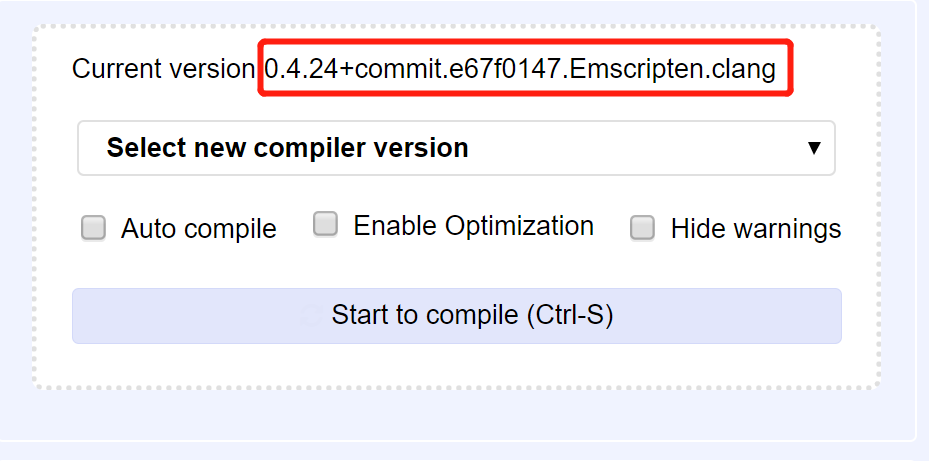 Current version 0.4.24+commit.e67f0147.Emscripten.clang
Select new compiler version
Auto compile Enable Optimization Hide warnings
Start to compile (Ctrl-S)